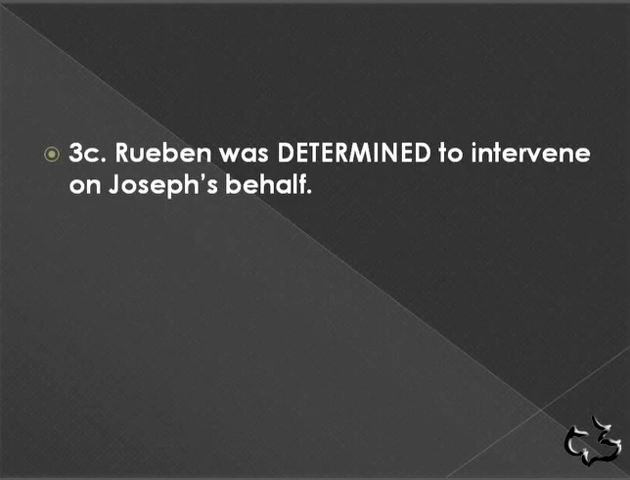 3c. Rueben was DETERMINED to intervene
on Joseph's behalf.